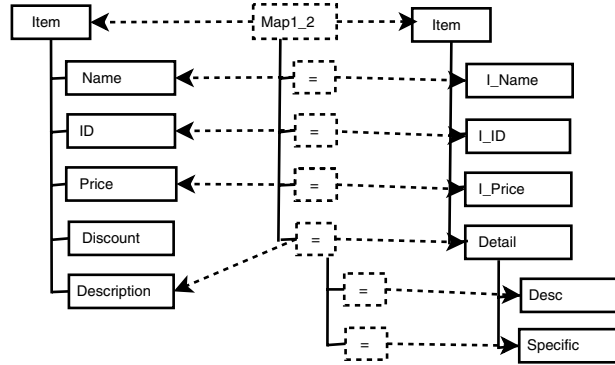 Item
Map1_2
Item
Name
=
I_Name
ID
=
I_ID
Price
=
I_Price
Discount
=
Detail
Description
=
Desc
=
Specific